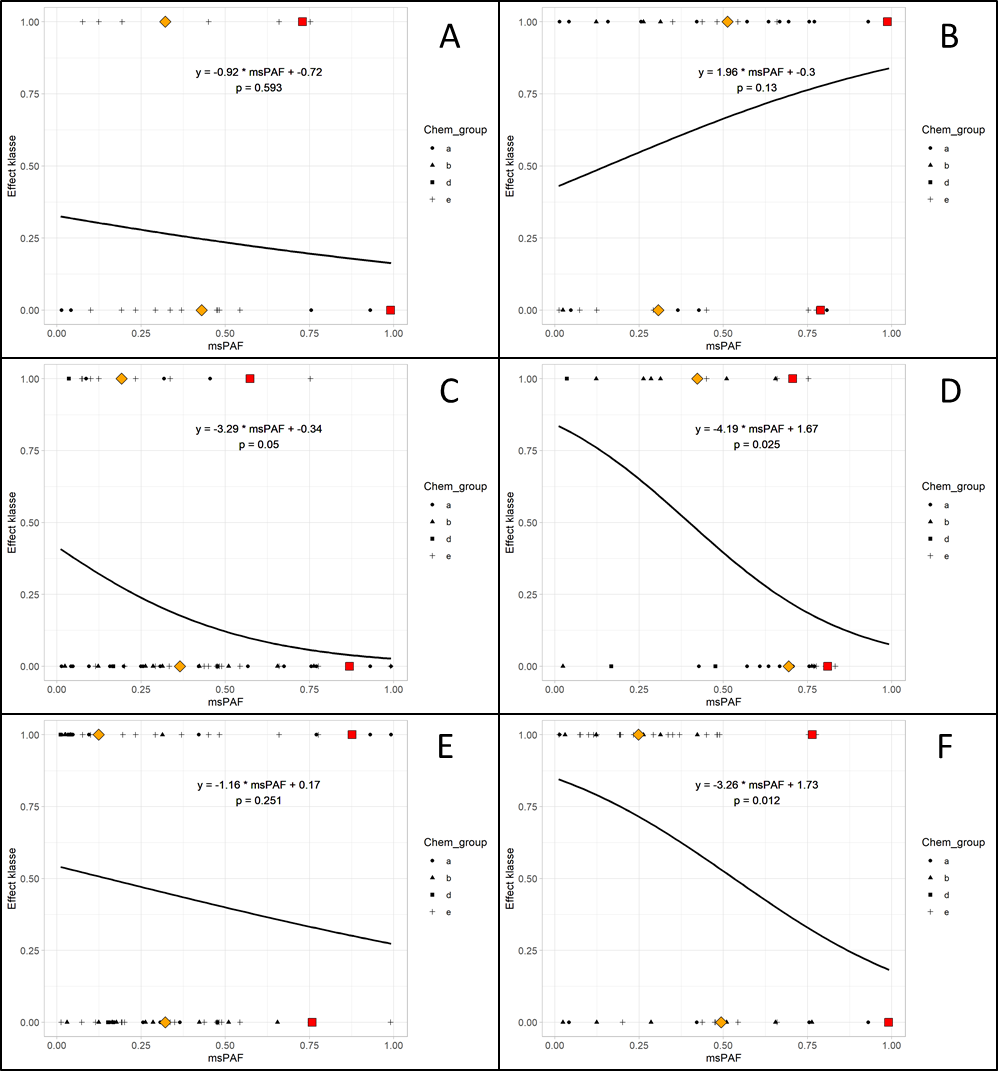 A
1.00
0.75
0.50
0.25
0.00
Effect klasse
y = -0.92 * msPAF + -0.72
p = 0.593
0.00 0.25 0.50 0.75 1.00
msPAF
Chem_group
a
b
d
e
B
1.00
0.75
0.50
0.25
0.00
Effect klasse
y = 1.96 * msPAF + -0.3
p = 0.13
0.00 0.25 0.50 0.75 1.00
msPAF
Chem_group
a
b
d
e
C
1.00
0.75
0.50
0.25
0.00
Effect klasse
y = -3.29 * msPAF + -0.34
p = 0.05
0.00 0.25 0.50 0.75 1.00
msPAF
Chem_group
a
b
d
e
D
1.00
0.75
0.50
0.25
0.00
Effect klasse
y = -4.19 * msPAF + 1.67
p = 0.025
0.00 0.25 0.50 0.75 1.00
msPAF
Chem_group
a
b
d
e
E
1.00
0.75
0.50
0.25
0.00
Effect klasse
y = -1.16 * msPAF + 0.17
p = 0.251
0.00 0.25 0.50 0.75 1.00
msPAF
Chem_group
a
b
d
e
F
1.00
0.75
0.50
0.25
0.00
Effect klasse
y = -3.26 * msPAF + 1.73
p = 0.012
0.00 0.25 0.50 0.75 1.00
msPAF
Chem_group
a
b
d
e